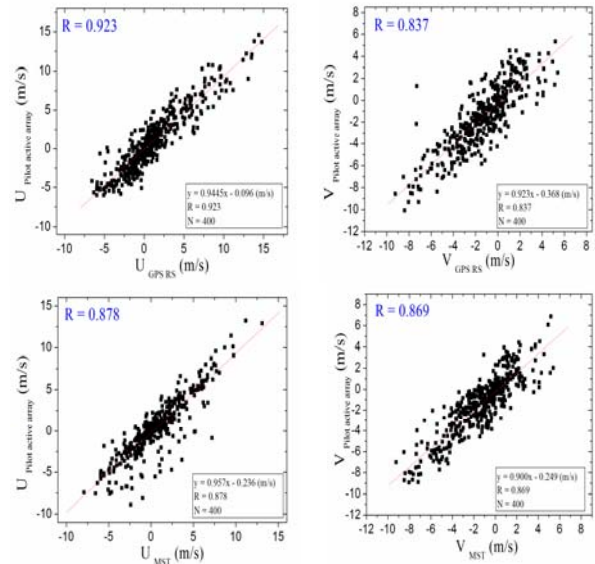 R = 0.923
U Pilot active array (m/s)
15
10
5
0
-5
-10
y = 0.9445x - 0.096 (m/s)
R = 0.923
N = 400
-10 -5 0 5 10 15
U GPS RS (m/s)
R = 0.837
V Pilot active array (m/s)
8
6
4
2
0
-2
-4
-6
-8
-10
-12
y = 0.923x - 0.368 (m/s)
R = 0.837
N = 400
-12 -10 -8 -6 -4 -2 0 2 4 6 8
V GPS RS (m/s)
R = 0.878
U Pilot active array (m/s)
15
10
5
0
-5
-10
y = 0.957x - 0.236 (m/s)
R = 0.878
N = 400
-10 -5 0 5 10 15
U MST (m/s)
R = 0.869
V Pilot active array (m/s)
8
6
4
2
0
-2
-4
-6
-8
-10
-12
y = 0.900x - 0.249 (m/s)
R = 0.869
N = 400
-12 -10 -8 -6 -4 -2 0 2 4 6 8
V MST (m/s)